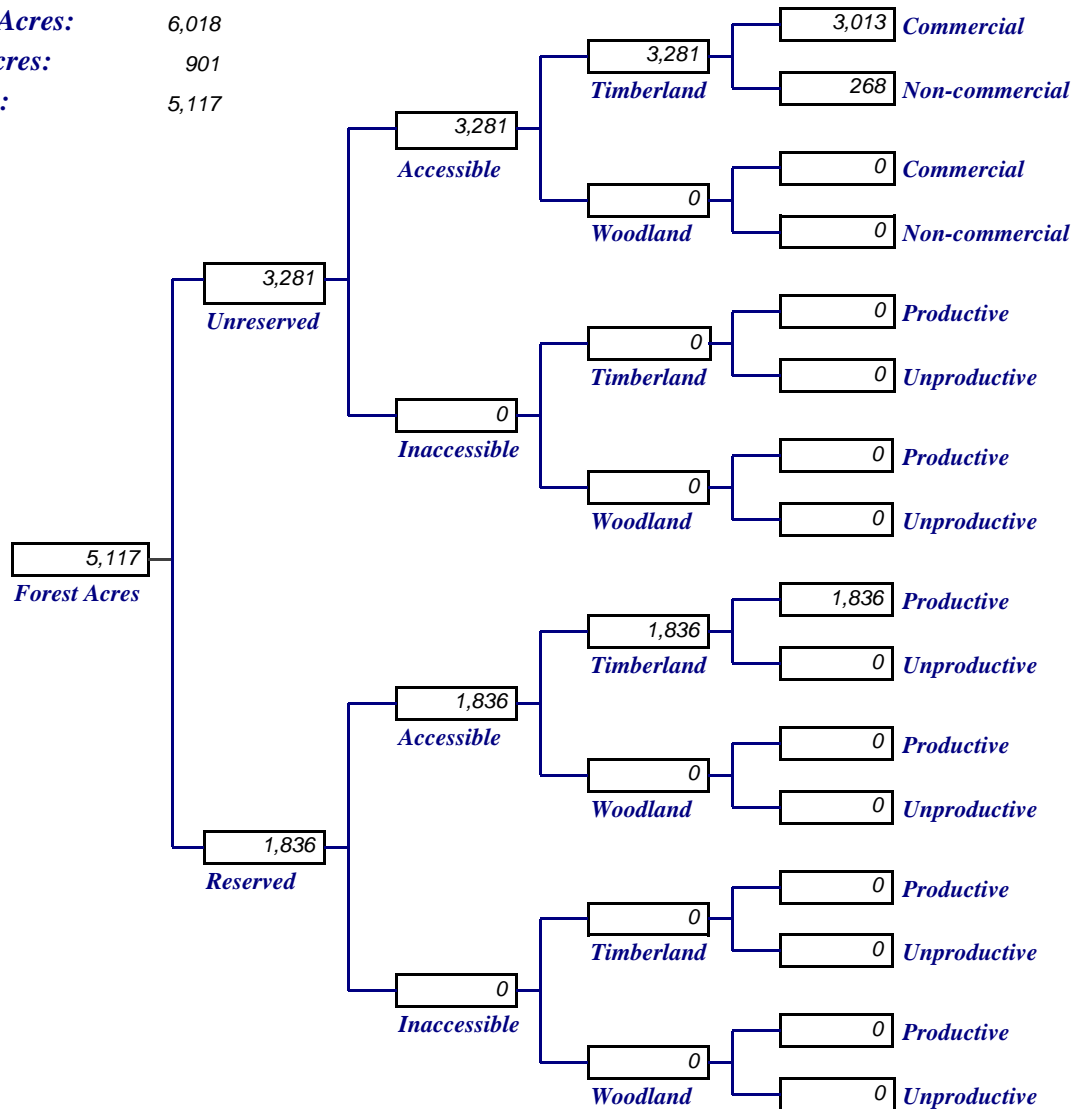 Acres: 6,018
cres: 901
: 5,117
3,013 Commercial
3,281
Timberland
268 Non-commercial
3,281
Accessible
0 Commercial
0
Woodland
0 Non-commercial
3,281
Unreserved
0 Productive
0
Timberland
0 Unproductive
0
Inaccessible
0 Productive
0
Woodland
0 Unproductive
5,117
Forest Acres
1,836 Productive
1,836
Timberland
0 Unproductive
1,836
Accessible
0 Productive
0
Woodland
0 Unproductive
1,836
Reserved
0 Productive
0
Timberland
0 Unproductive
0
Inaccessible
0 Productive
0
Woodland
0 Unproductive